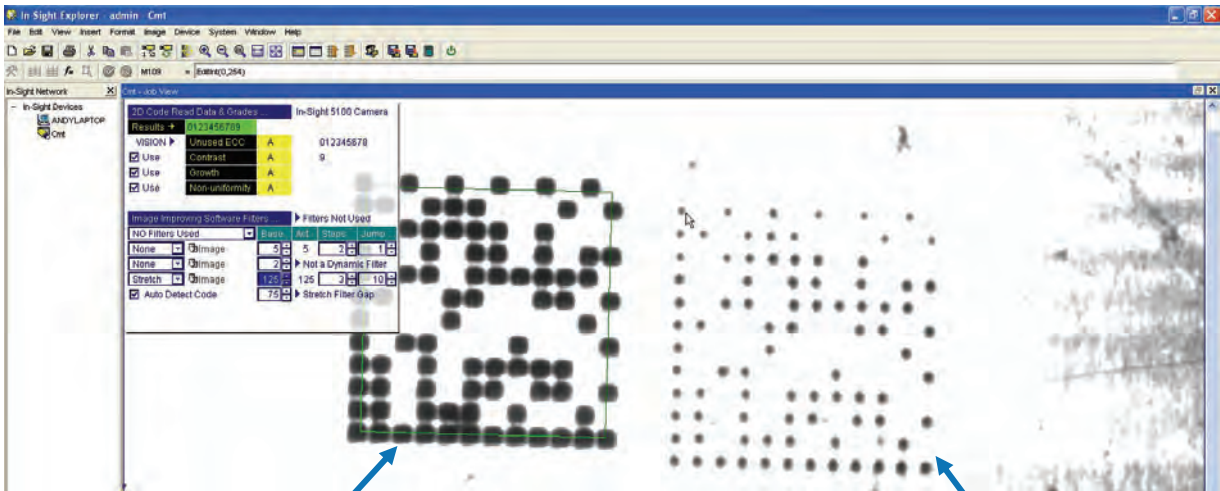 In-Sight Explorer - admin - Cmt
File Edit View Insert Format Image Device System Window Help
M109 = EditInt(0,254)
In-Sight Network
Cmt - Job View
In-Sight Devices
ANDYLAPTOP
Cmt
2D Code Read Data & Grades ... In-Sight 5100 Camera
Results → 0123456789
VISION Unused ECC A 012345678
Use Contrast A 9
Use Growth A
Use Non-uniformity A
Image Improving Software Filters ... Filters Not Used
NO Filters Used Base Act. Steps Jump
None Image 5 5 2 1
None Image 2 Not a Dynamic Filter
Stretch Image 125 125 3 10
Auto Detect Code 75 Stretch Filter Gap